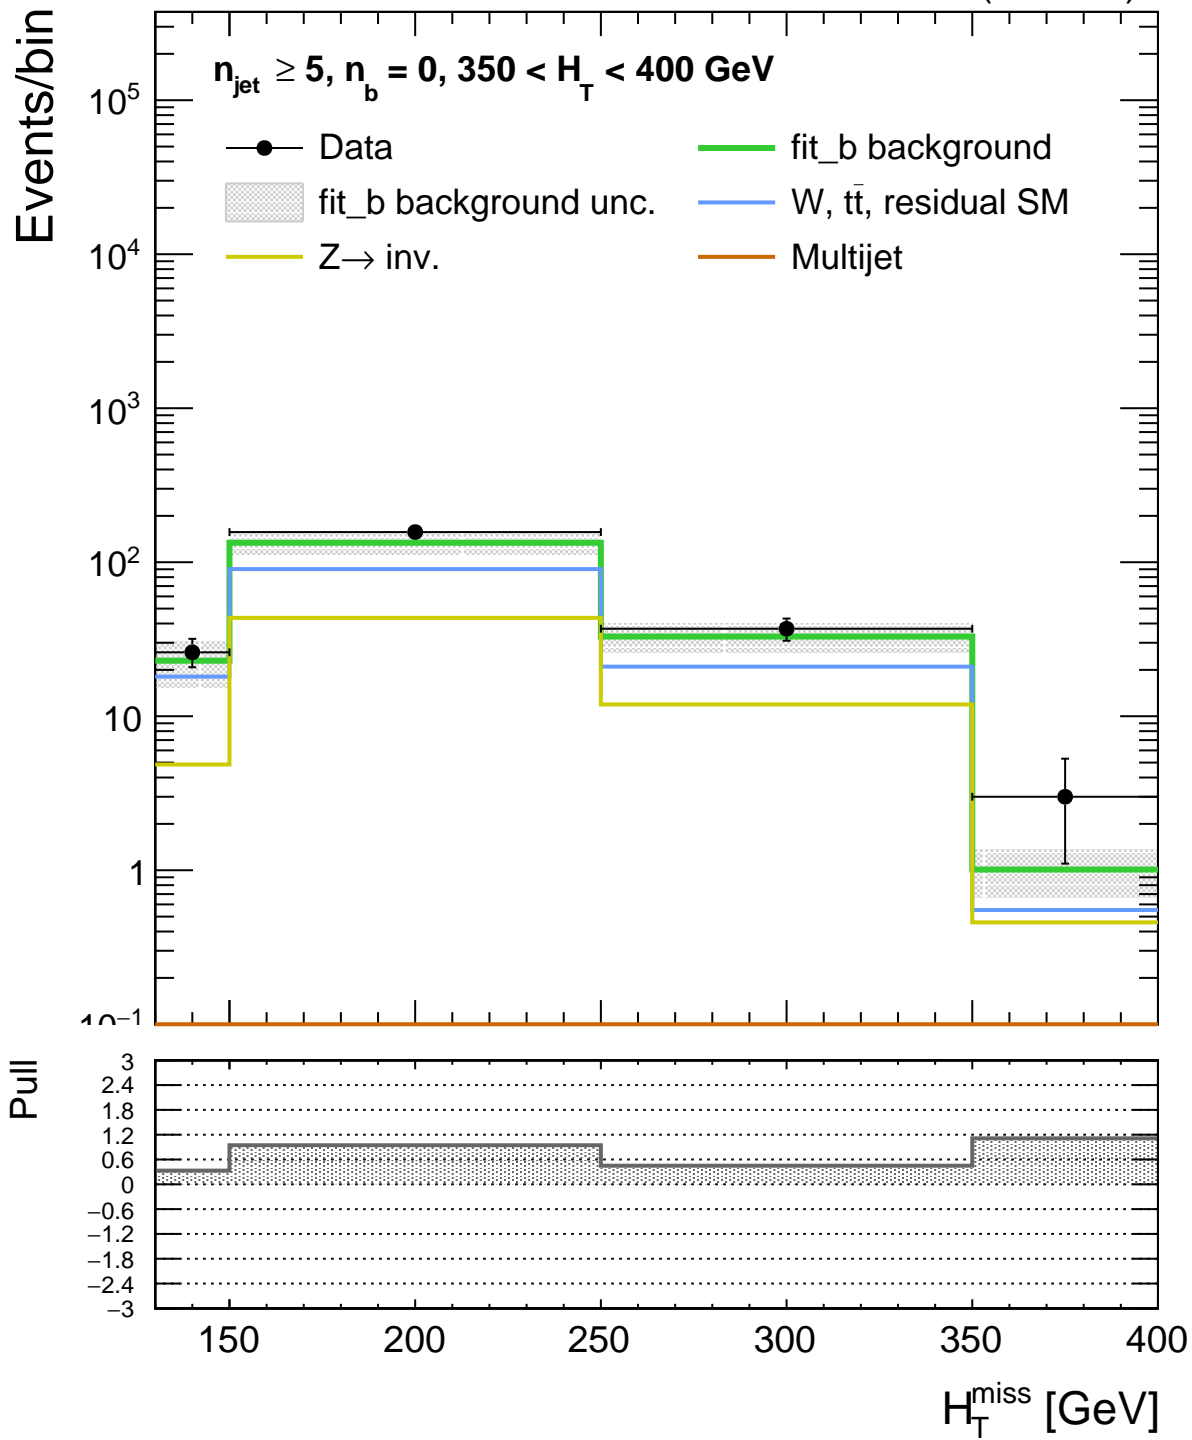 Events/bin
n_jet ≥ 5, n_b = 0, 350 < H_T < 400 GeV
Data
fit_b background
fit_b background unc.
W, tt̄, residual SM
Z→ inv.
Multijet
10^5
10^4
10^3
10^2
10
1
10^−1
Pull
3
2.4
1.8
1.2
0.6
0
−0.6
−1.2
−1.8
−2.4
−3
150 200 250 300 350 400
H_T^miss [GeV]